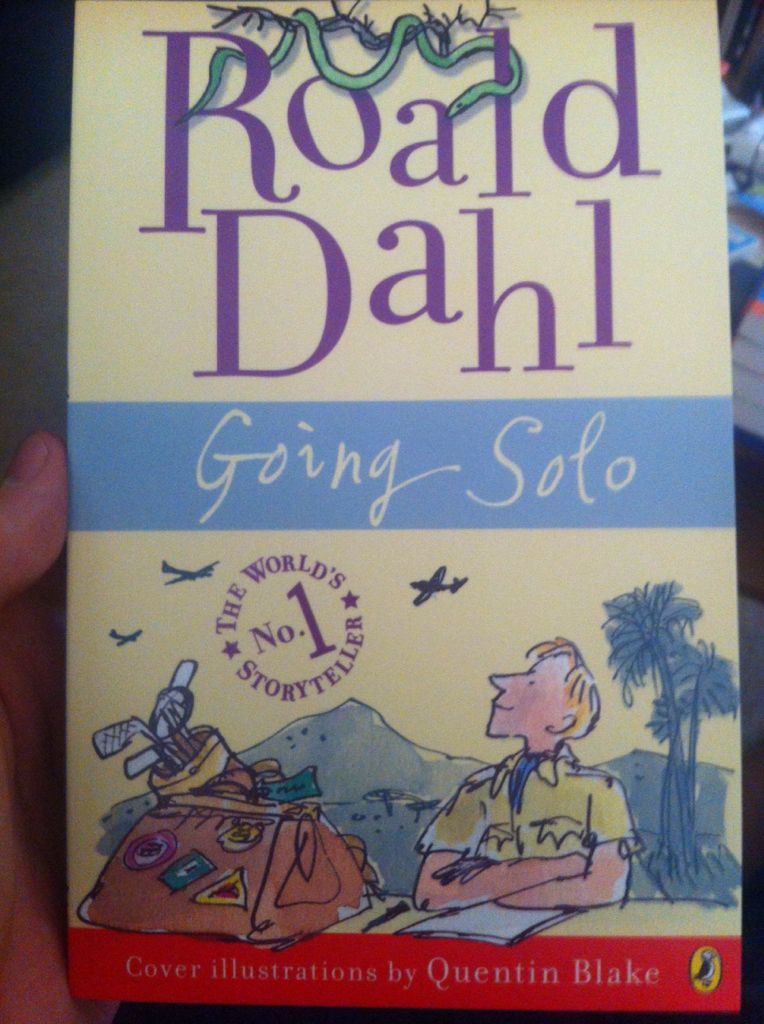 Roald
Dahl
Going Solo
THE WORLD'S
No. 1
STORYTELLER
Cover illustrations by Quentin Blake